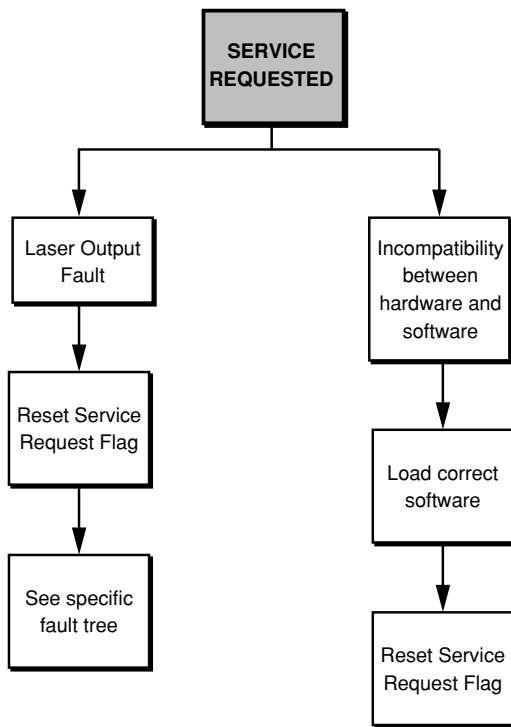 SERVICE
REQUESTED
Laser Output
Fault
Reset Service
Request Flag
See specific
fault tree
Incompatibility
between
hardware and
software
Load correct
software
Reset Service
Request Flag